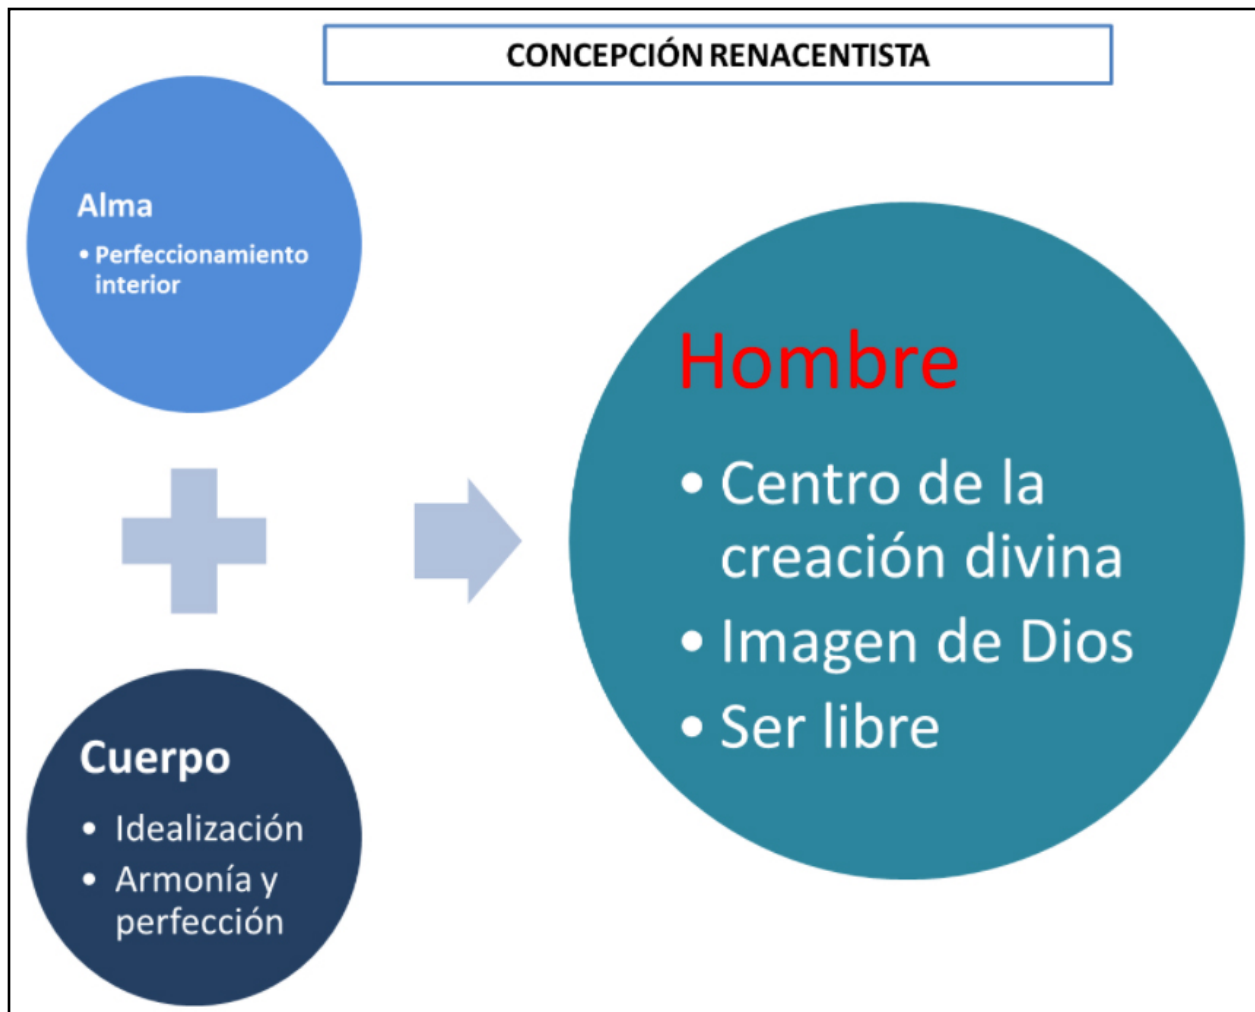 CONCEPCIÓN RENACENTISTA
Alma
• Perfeccionamiento
interior
Cuerpo
• Idealización
• Armonía y
perfección
Hombre
• Centro de la
creación divina
• Imagen de Dios
• Ser libre